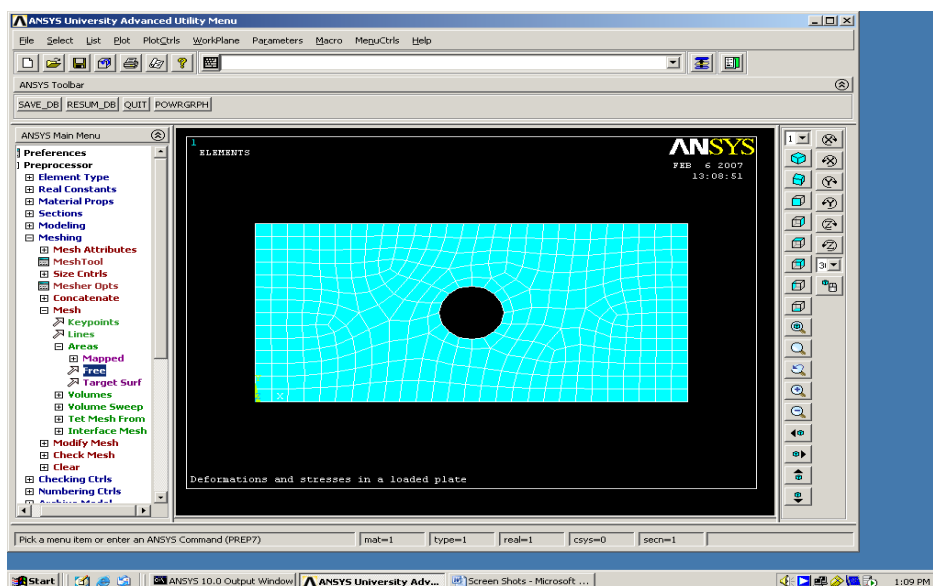 ANSYS University Advanced Utility Menu
File Select List Plot PlotCtrls WorkPlane Parameters Macro MenuCtrls Help
ANSYS Toolbar
SAVE_DB RESUM_DB QUIT POWRGRPH
ANSYS Main Menu
Preferences
Preprocessor
Element Type
Real Constants
Material Props
Sections
Modeling
Meshing
Mesh Attributes
MeshTool
Size Cntrls
Mesher Opts
Concatenate
Mesh
Keypoints
Lines
Areas
Mapped
Free
Target Surf
Volumes
Volume Sweep
Tet Mesh From
Interface Mesh
Modify Mesh
Check Mesh
Clear
Checking Ctrls
Numbering Ctrls
Archive Model
1
ELEMENTS
ANSYS
FEB 6 2007
13:08:51
X
Deformations and stresses in a loaded plate
1
X
X
Y
Y
Z
Z
Pick a menu item or enter an ANSYS Command (PREP7) mat=1 type=1 real=1 csys=0 secn=1
Start ANSYS 10.0 Output Window ANSYS University Adv... Screen Shots - Microsoft ... 1:09 PM